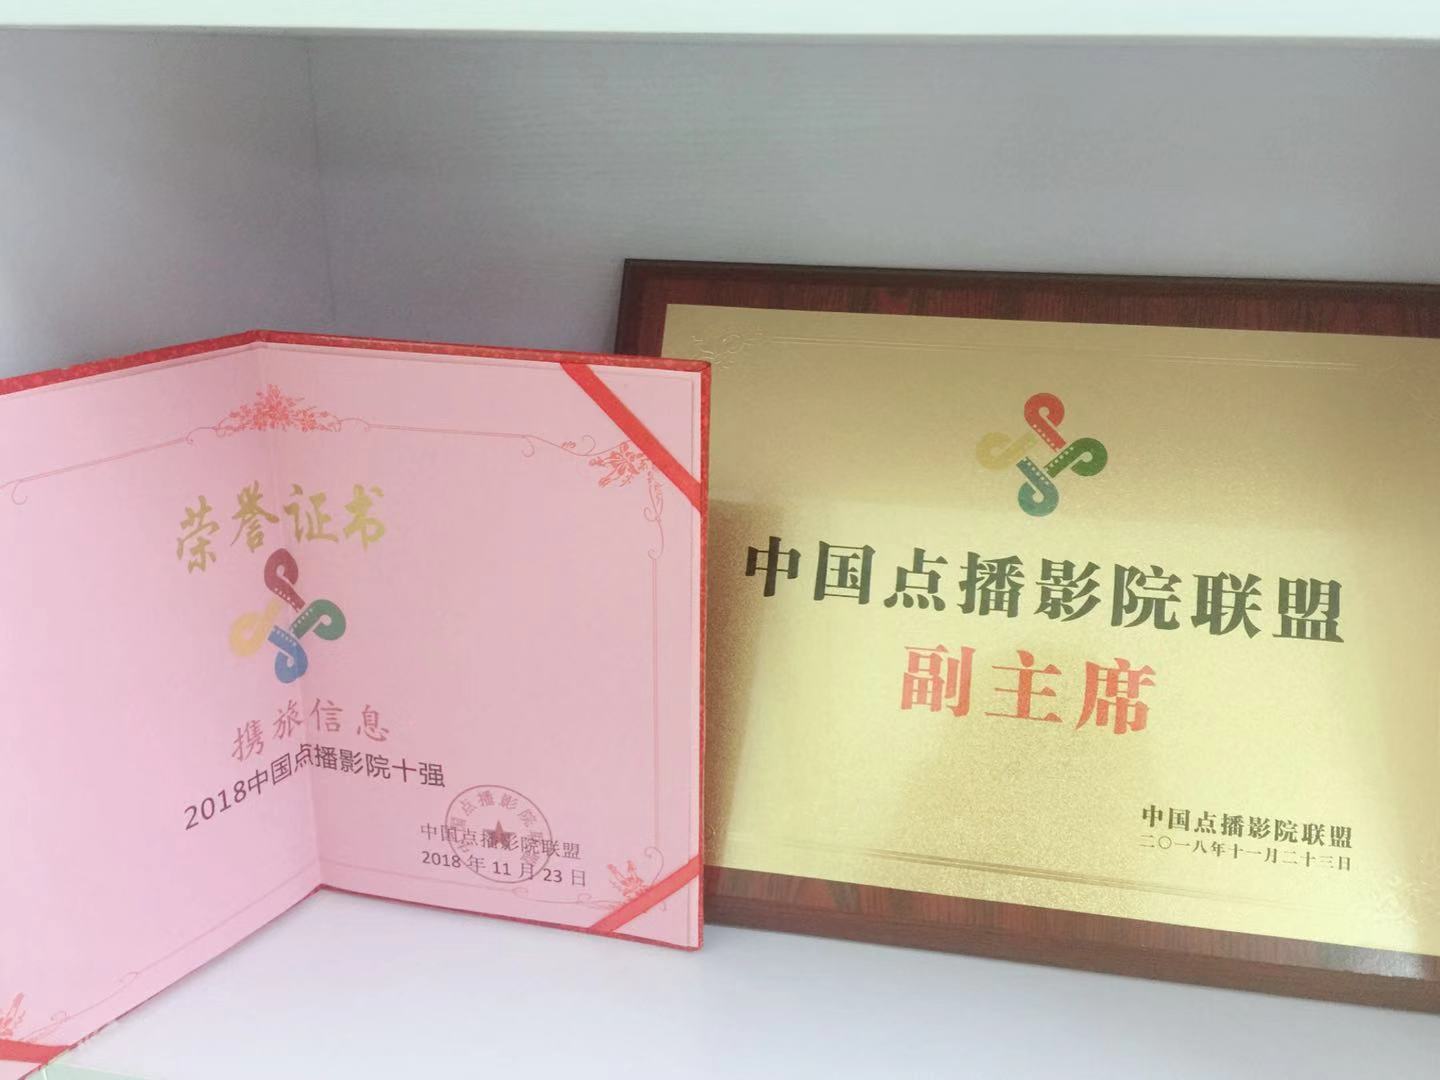 荣誉证书
携旅信息
2018中国点播影院十强
中国点播影院联盟
2018年11月23日
中国点播影院联盟
副主席
中国点播影院联盟
二〇一八年十一月二十三日